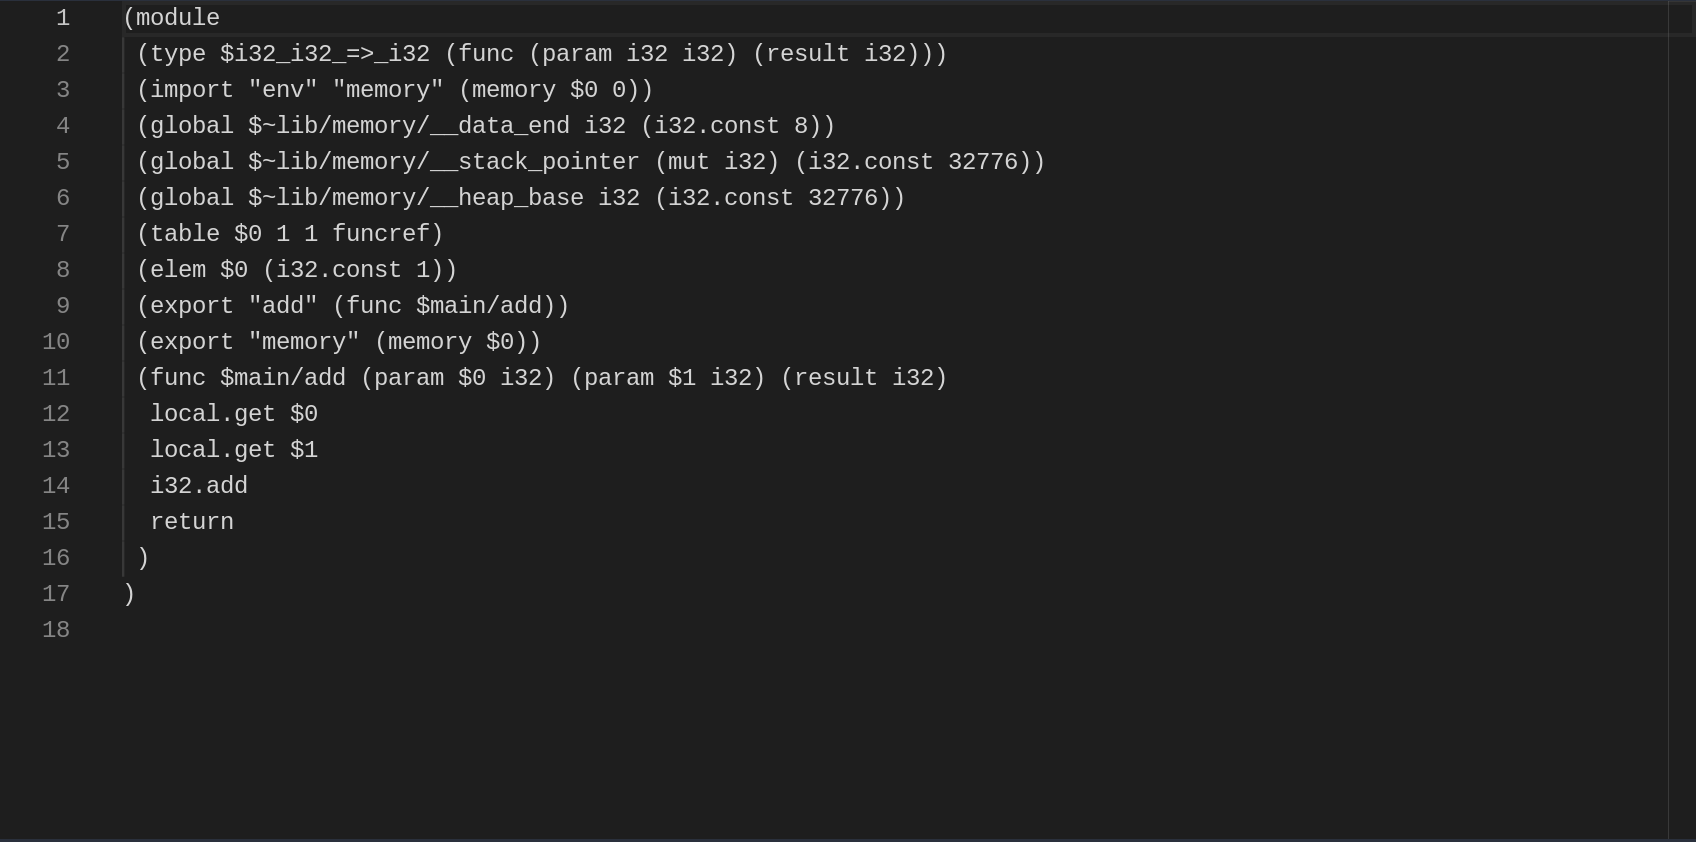 1 (module
2  (type $i32_i32_=>_i32 (func (param i32 i32) (result i32)))
3  (import "env" "memory" (memory $0 0))
4  (global $~lib/memory/__data_end i32 (i32.const 8))
5  (global $~lib/memory/__stack_pointer (mut i32) (i32.const 32776))
6  (global $~lib/memory/__heap_base i32 (i32.const 32776))
7  (table $0 1 1 funcref)
8  (elem $0 (i32.const 1))
9  (export "add" (func $main/add))
10  (export "memory" (memory $0))
11  (func $main/add (param $0 i32) (param $1 i32) (result i32)
12   local.get $0
13   local.get $1
14   i32.add
15   return
16  )
17 )
18